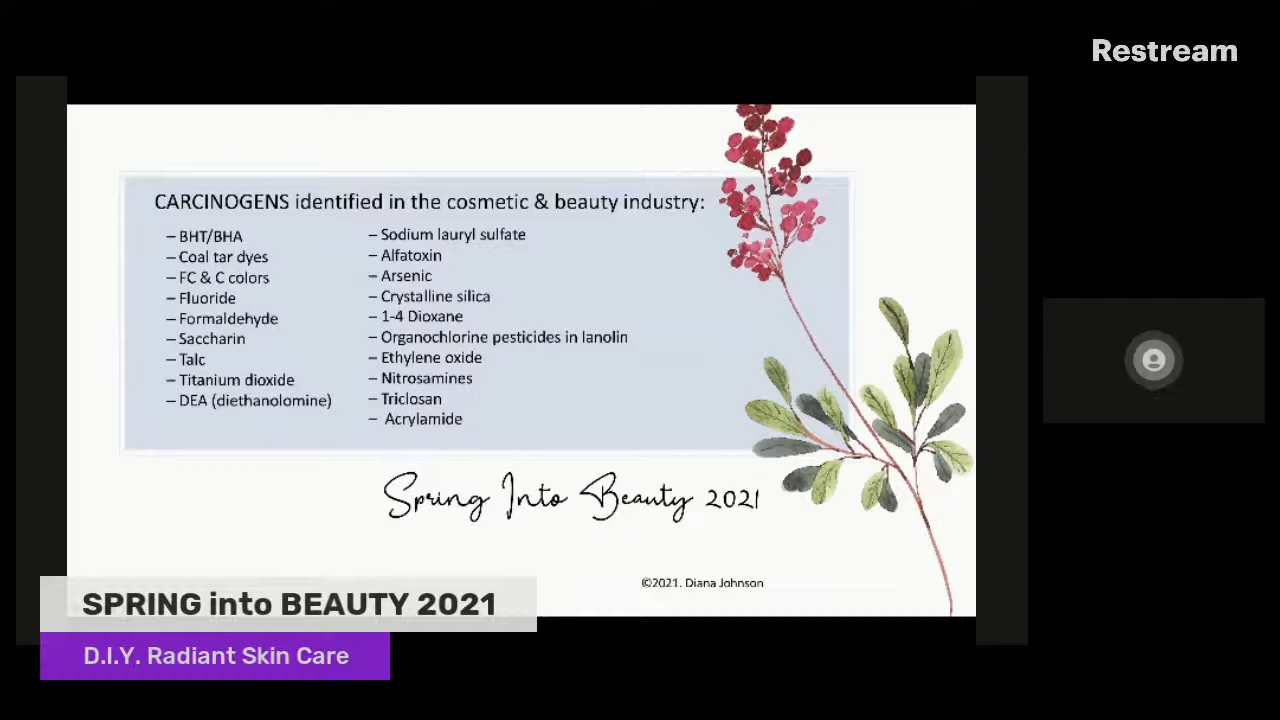 Restream
CARCINOGENS identified in the cosmetic & beauty industry:
– BHT/BHA
– Coal tar dyes
– FC & C colors
– Fluoride
– Formaldehyde
– Saccharin
– Talc
– Titanium dioxide
– DEA (diethanolomine)
– Sodium lauryl sulfate
– Alfatoxin
– Arsenic
– Crystalline silica
– 1-4 Dioxane
– Organochlorine pesticides in lanolin
– Ethylene oxide
– Nitrosamines
– Triclosan
– Acrylamide
Spring Into Beauty 2021
©2021. Diana Johnson
SPRING into BEAUTY 2021
D.I.Y. Radiant Skin Care